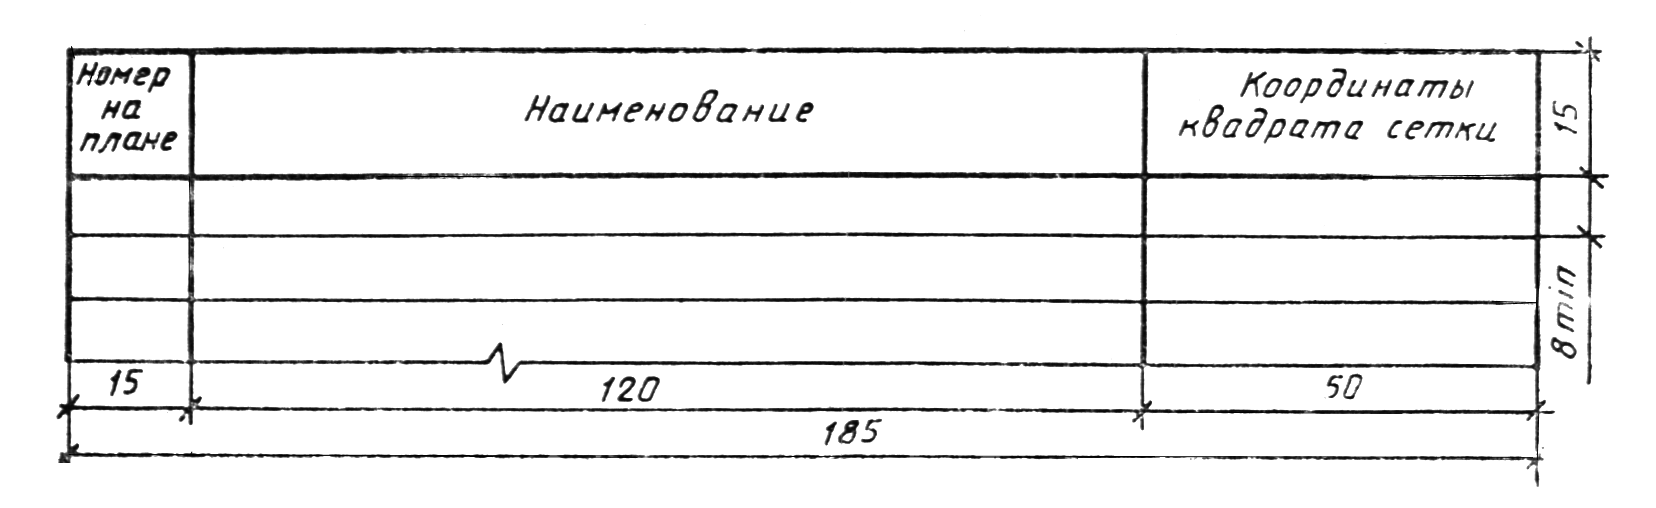 Номер
на
плане
Наименование
Координаты
квадрата сетки
15
8 min
15
120
50
185